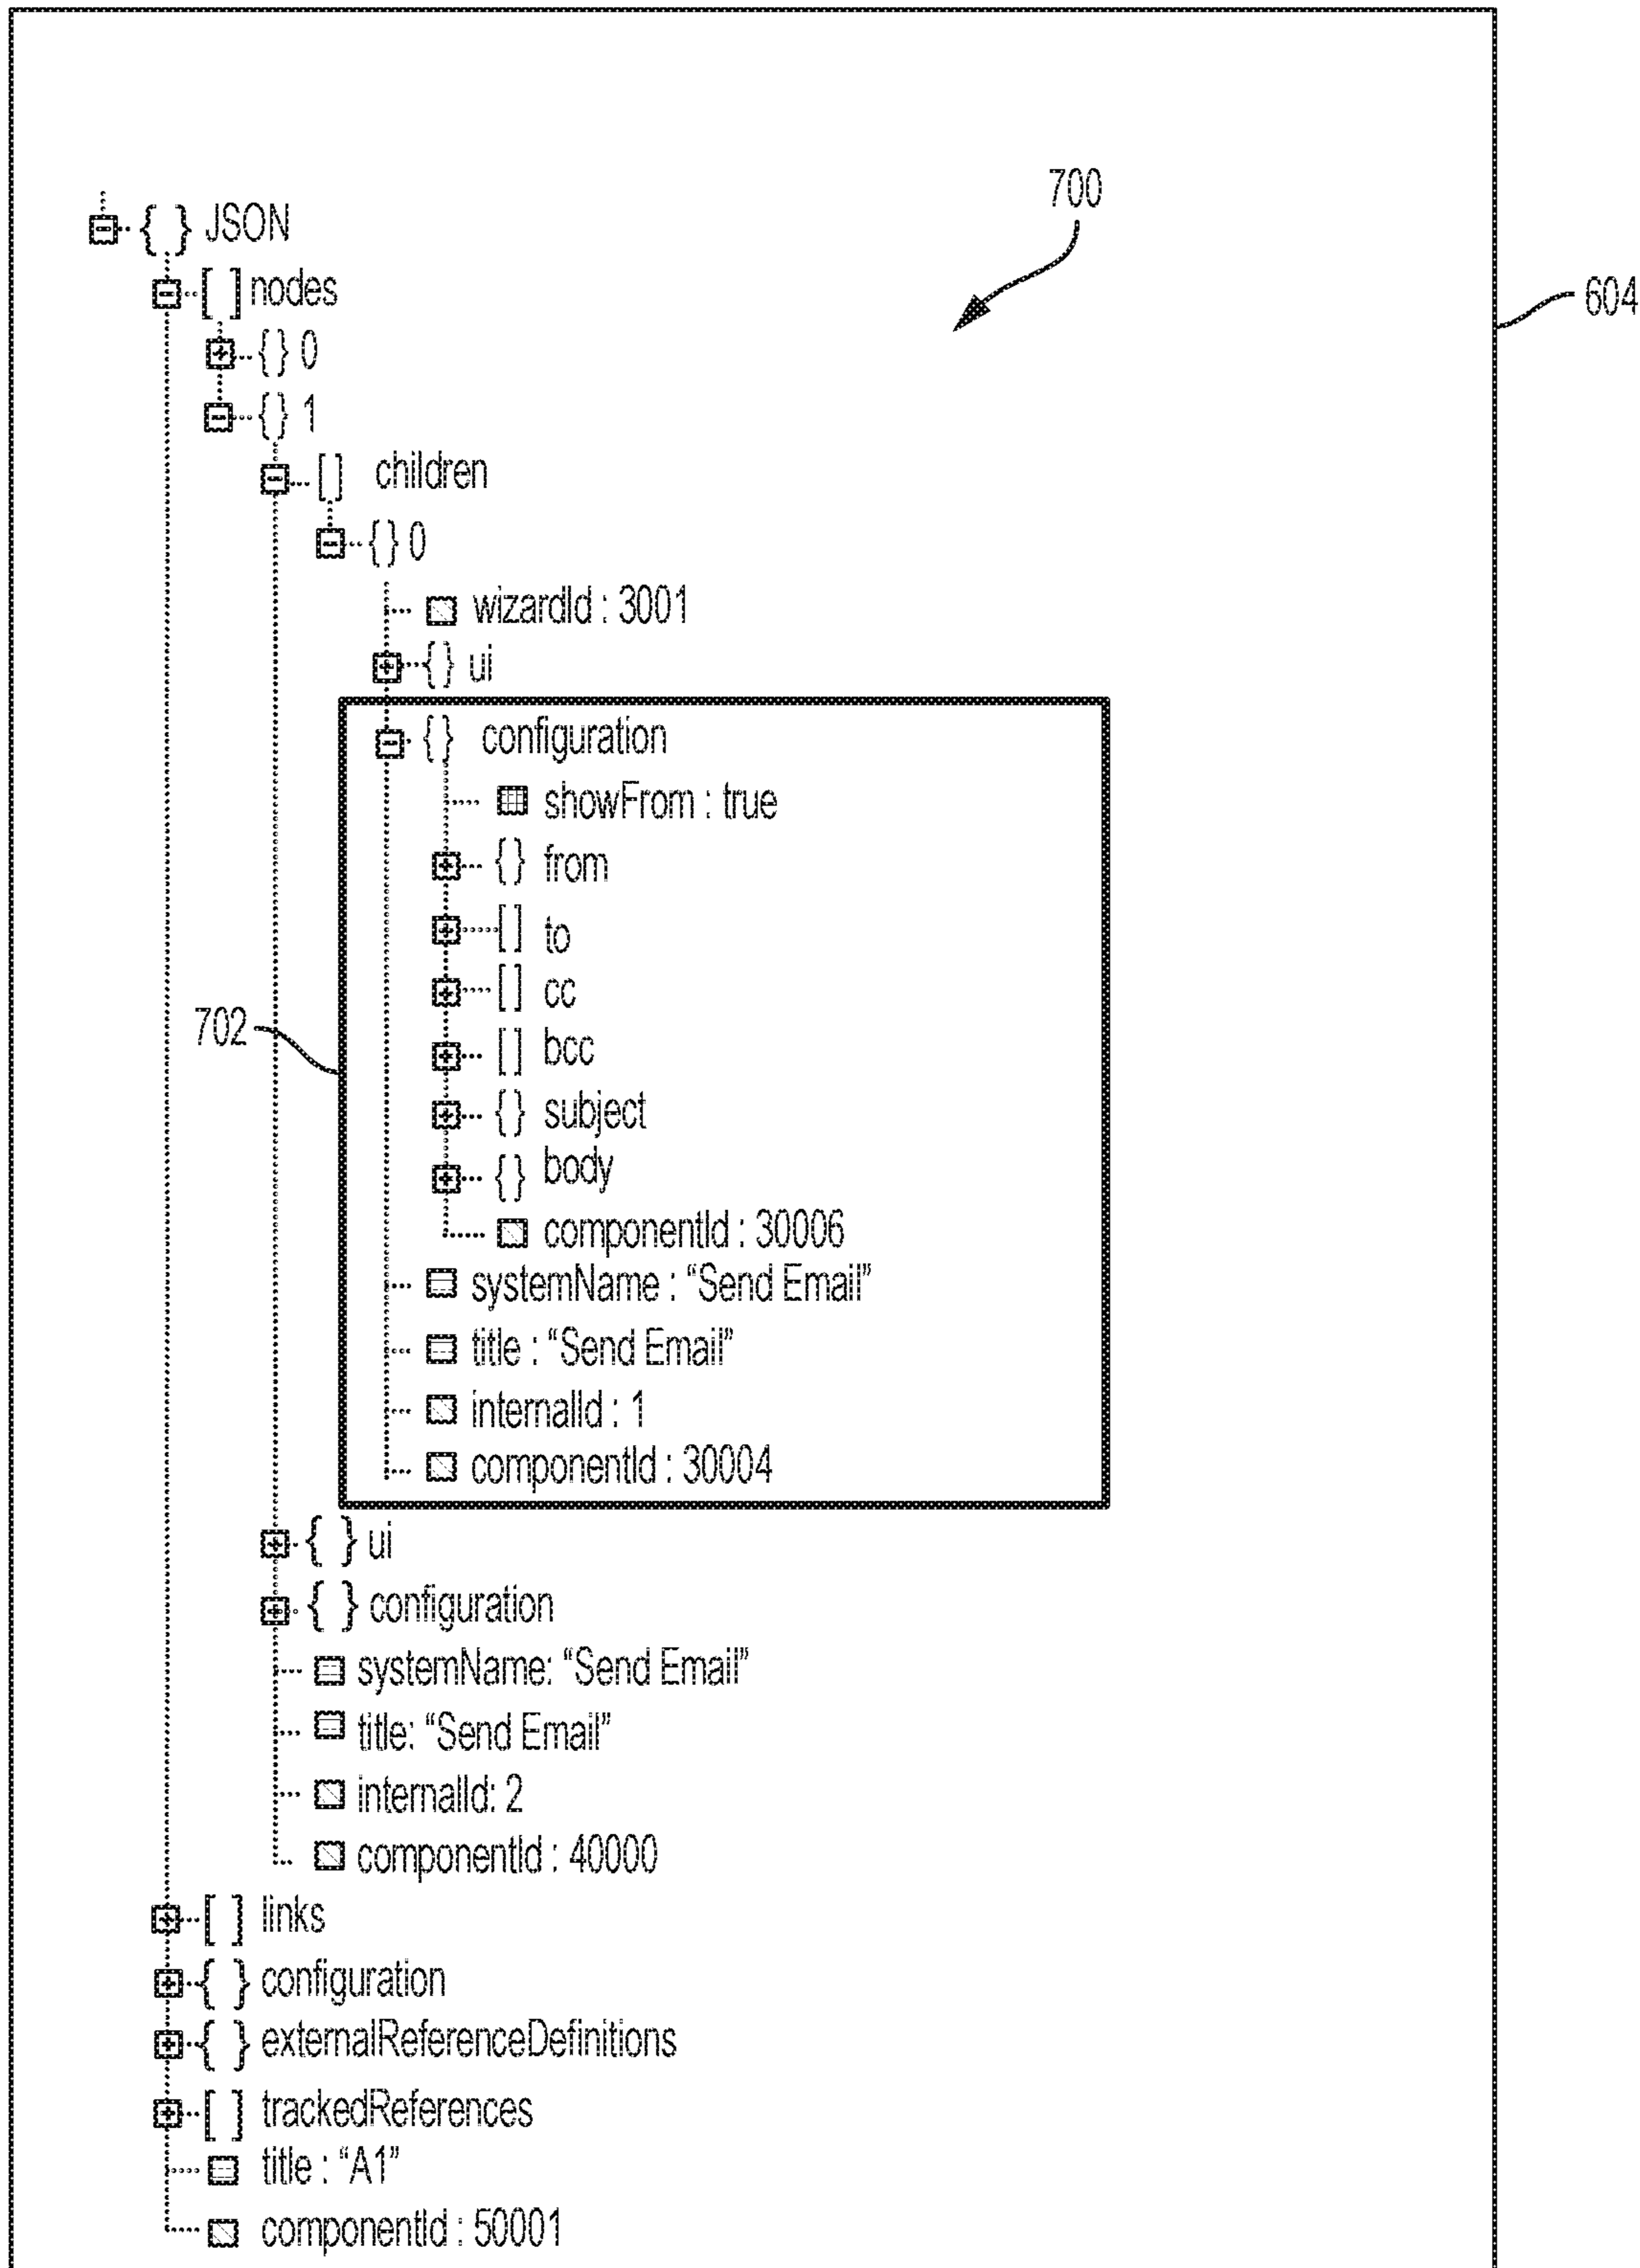 700
{ } JSON
[ ] nodes
604
{ } 0
{ } 1
[ ] children
{ } 0
wizardId : 3001
{ } ui
{ } configuration
showFrom : true
{ } from
[ ] to
[ ] cc
702
[ ] bcc
{ } subject
{ } body
componentId : 30006
systemName : “Send Email”
title : “Send Email”
internalId : 1
componentId : 30004
{ } ui
{ } configuration
systemName: “Send Email”
title: “Send Email”
internalId: 2
componentId : 40000
[ ] links
{ } configuration
{ } externalReferenceDefinitions
[ ] trackedReferences
title : “A1”
componentId : 50001